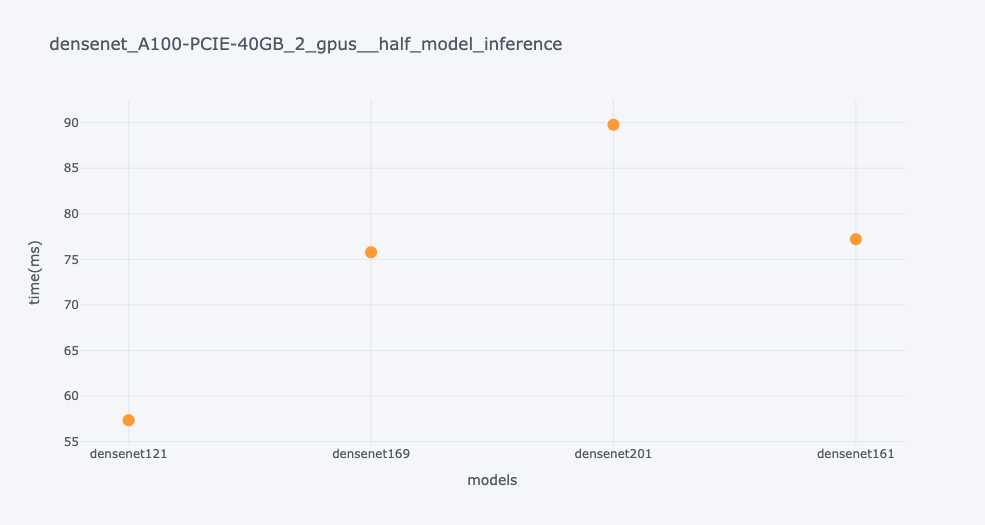 densenet_A100-PCIE-40GB_2_gpus__half_model_inference
time(ms)
90
85
80
75
70
65
60
55
densenet121 densenet169 densenet201 densenet161
models